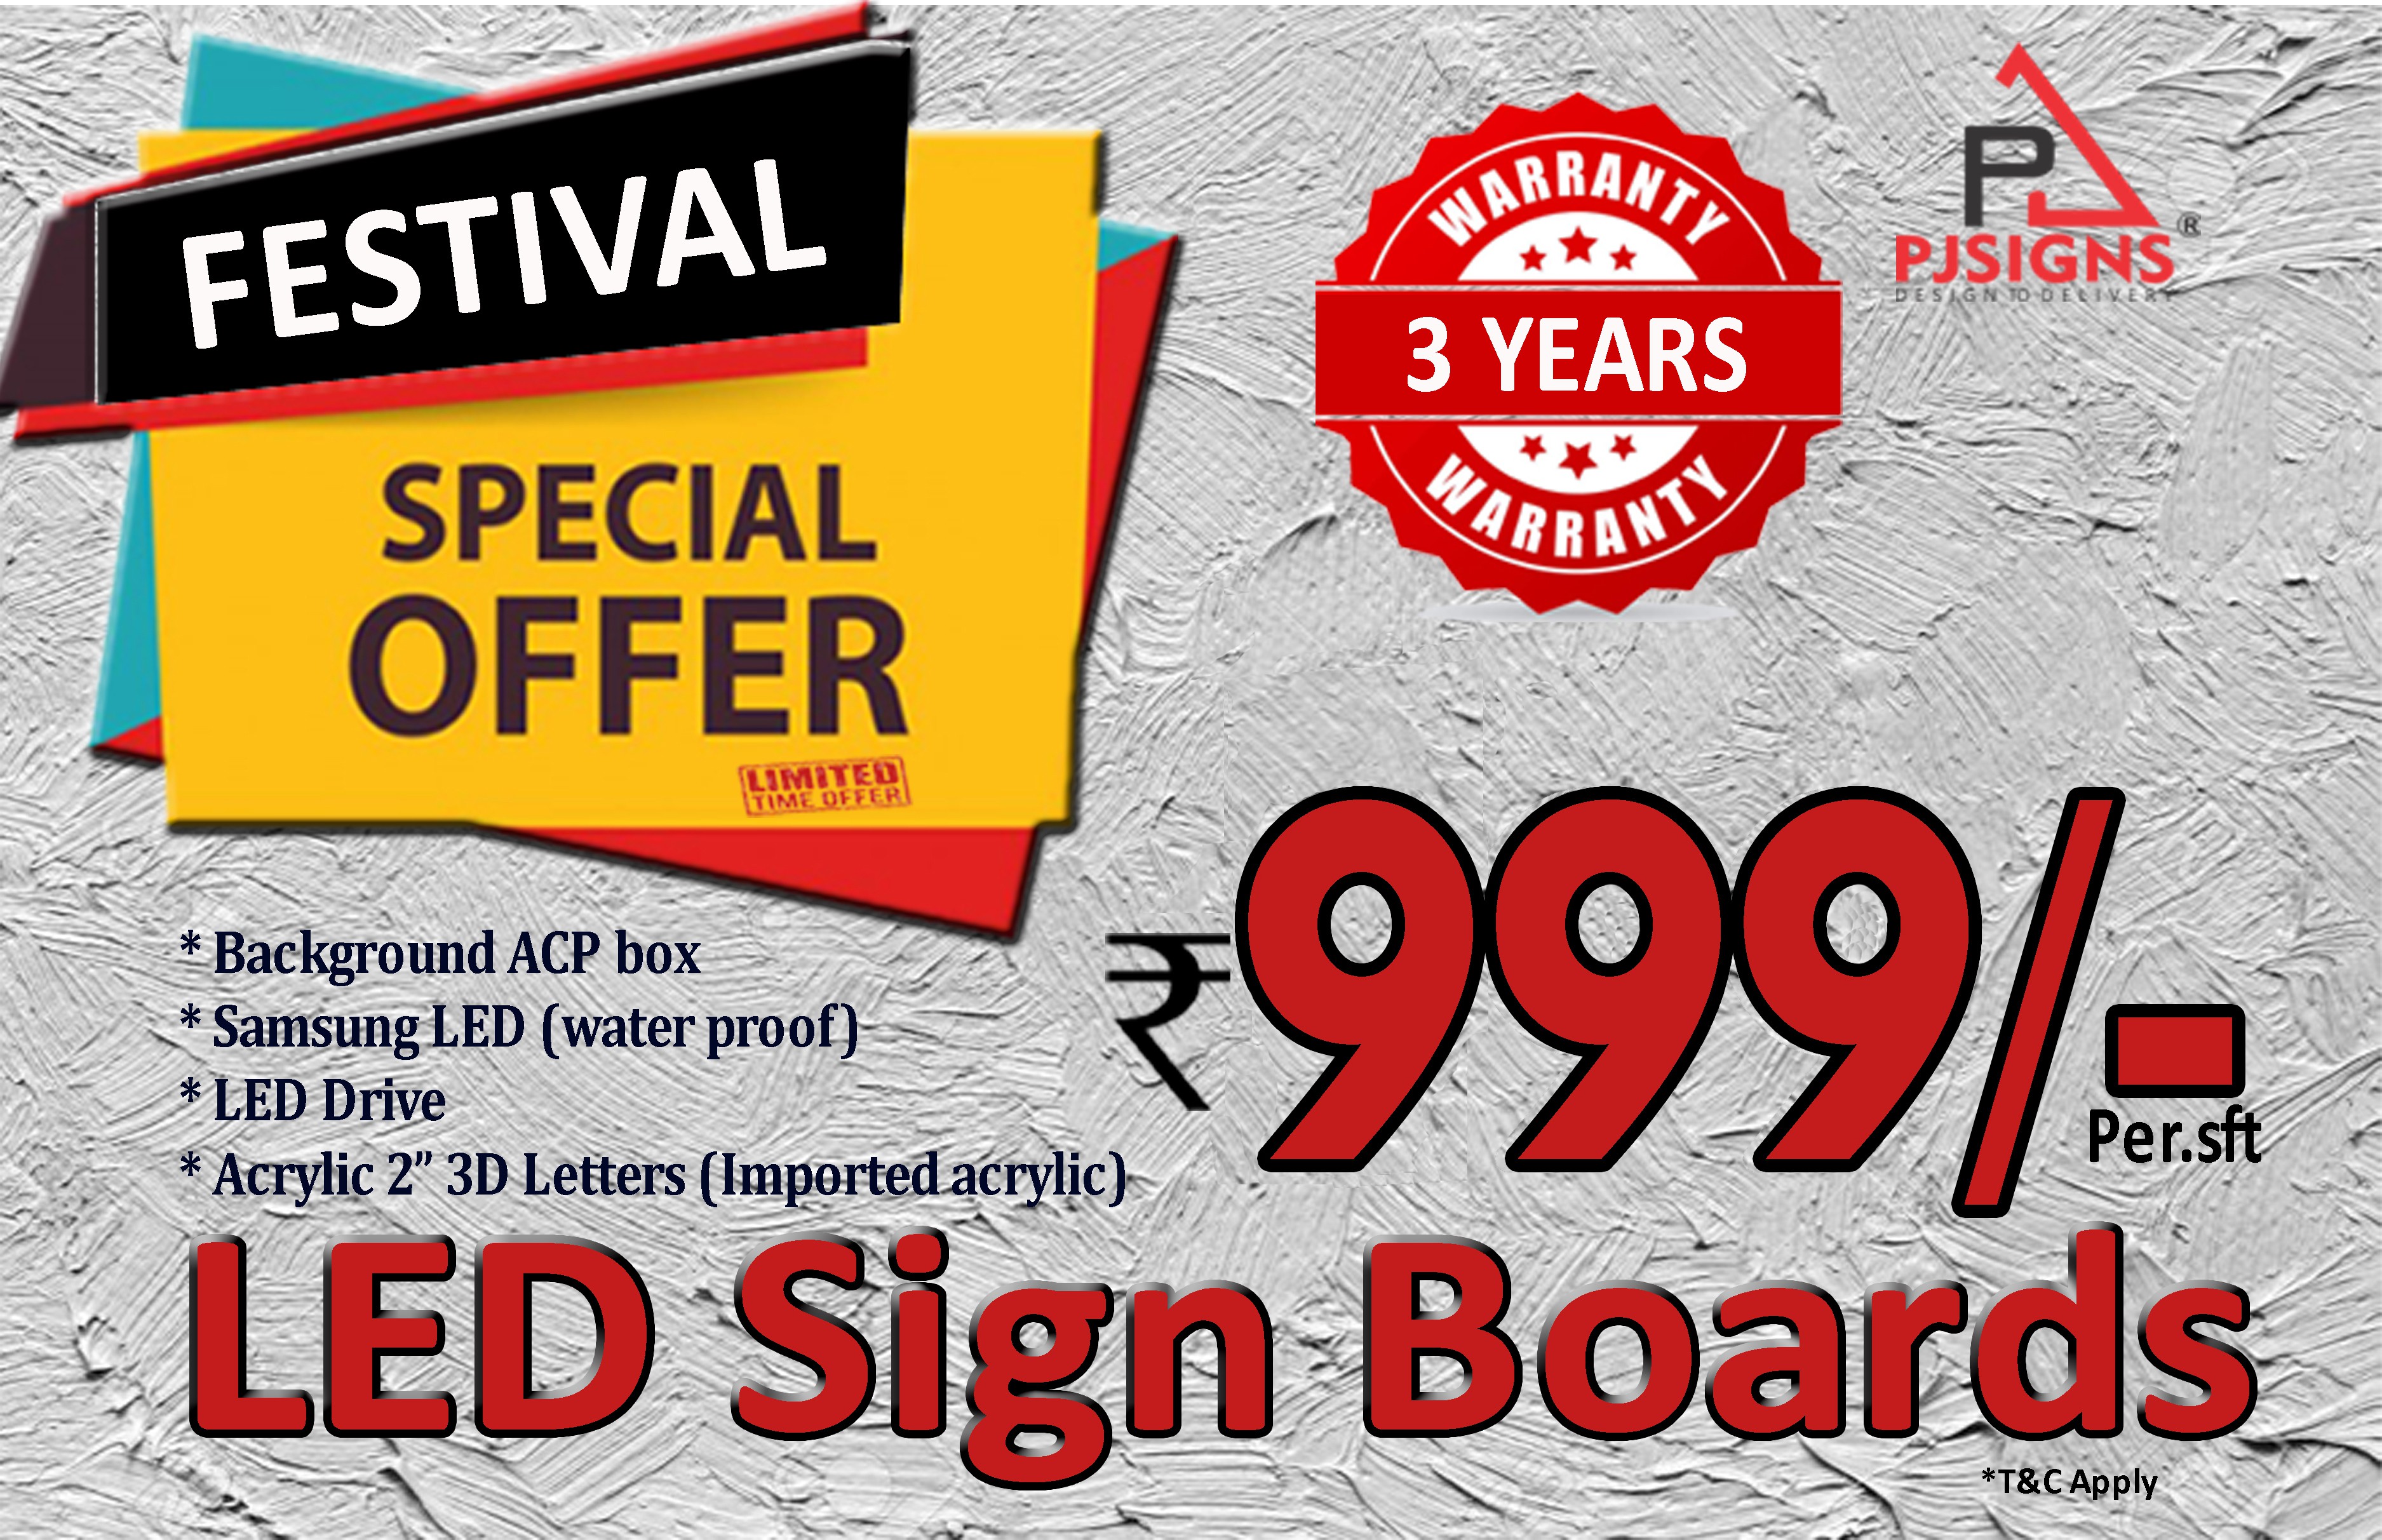 FESTIVAL
SPECIAL
OFFER
LIMITED
TIME OFFER
WARRANTY
3 YEARS
WARRANTY
PJ
PJSIGNS®
DESIGN TO DELIVERY
* Background ACP box
* Samsung LED (water proof)
* LED Drive
* Acrylic 2” 3D Letters (Imported acrylic)
₹999/-
Per.sft
LED Sign Boards
*T&C Apply